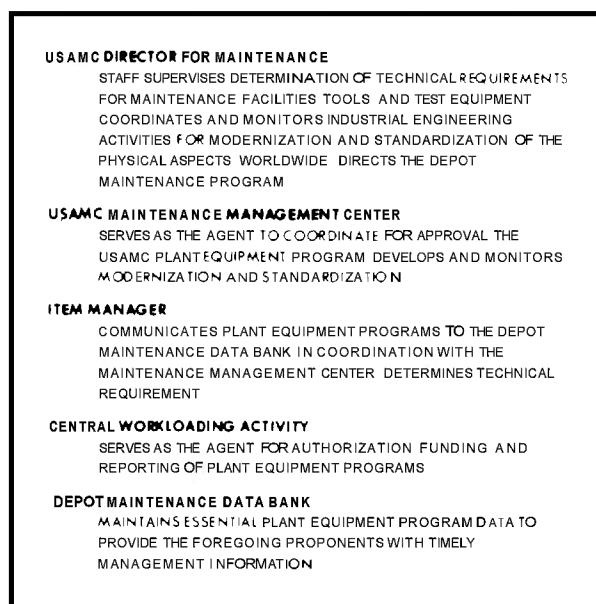 USAMC DIRECTOR FOR MAINTENANCE
STAFF SUPERVISES DETERMINATION OF TECHNICAL REQUIREMENTS
FOR MAINTENANCE FACILITIES TOOLS AND TEST EQUIPMENT
COORDINATES AND MONITORS INDUSTRIAL ENGINEERING
ACTIVITIES FOR MODERNIZATION AND STANDARDIZATION OF THE
PHYSICAL ASPECTS WORLDWIDE DIRECTS THE DEPOT
MAINTENANCE PROGRAM
USAMC MAINTENANCE MANAGEMENT CENTER
SERVES AS THE AGENT TO COORDINATE FOR APPROVAL THE
USAMC PLANT EQUIPMENT PROGRAM DEVELOPS AND MONITORS
MODERNIZATION AND STANDARDIZATION
ITEM MANAGER
COMMUNICATES PLANT EQUIPMENT PROGRAMS TO THE DEPOT
MAINTENANCE DATA BANK IN COORDINATION WITH THE
MAINTENANCE MANAGEMENT CENTER DETERMINES TECHNICAL
REQUIREMENT
CENTRAL WORKLOADING ACTIVITY
SERVES AS THE AGENT FOR AUTHORIZATION FUNDING AND
REPORTING OF PLANT EQUIPMENT PROGRAMS
DEPOT MAINTENANCE DATA BANK
MAINTAINS ESSENTIAL PLANT EQUIPMENT PROGRAM DATA TO
PROVIDE THE FOREGOING PROPONENTS WITH TIMELY
MANAGEMENT INFORMATION